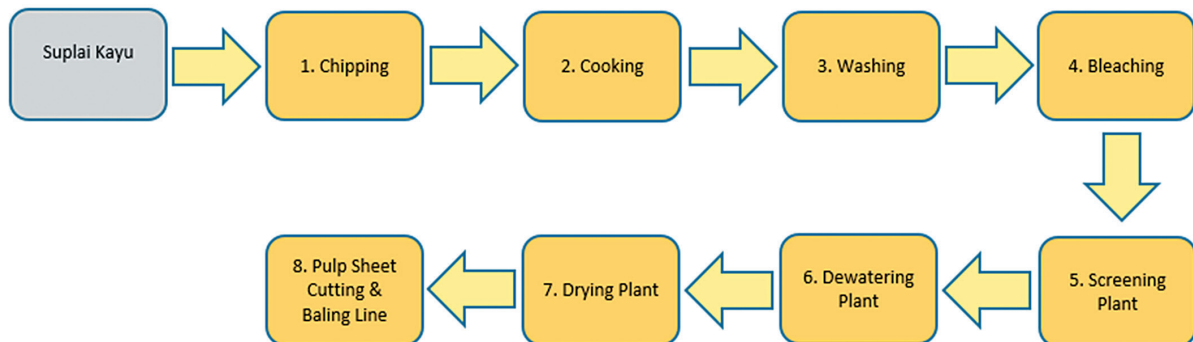 Suplai Kayu
1. Chipping
2. Cooking
3. Washing
4. Bleaching
5. Screening
Plant
6. Dewatering
Plant
7. Drying Plant
8. Pulp Sheet
Cutting &
Baling Line